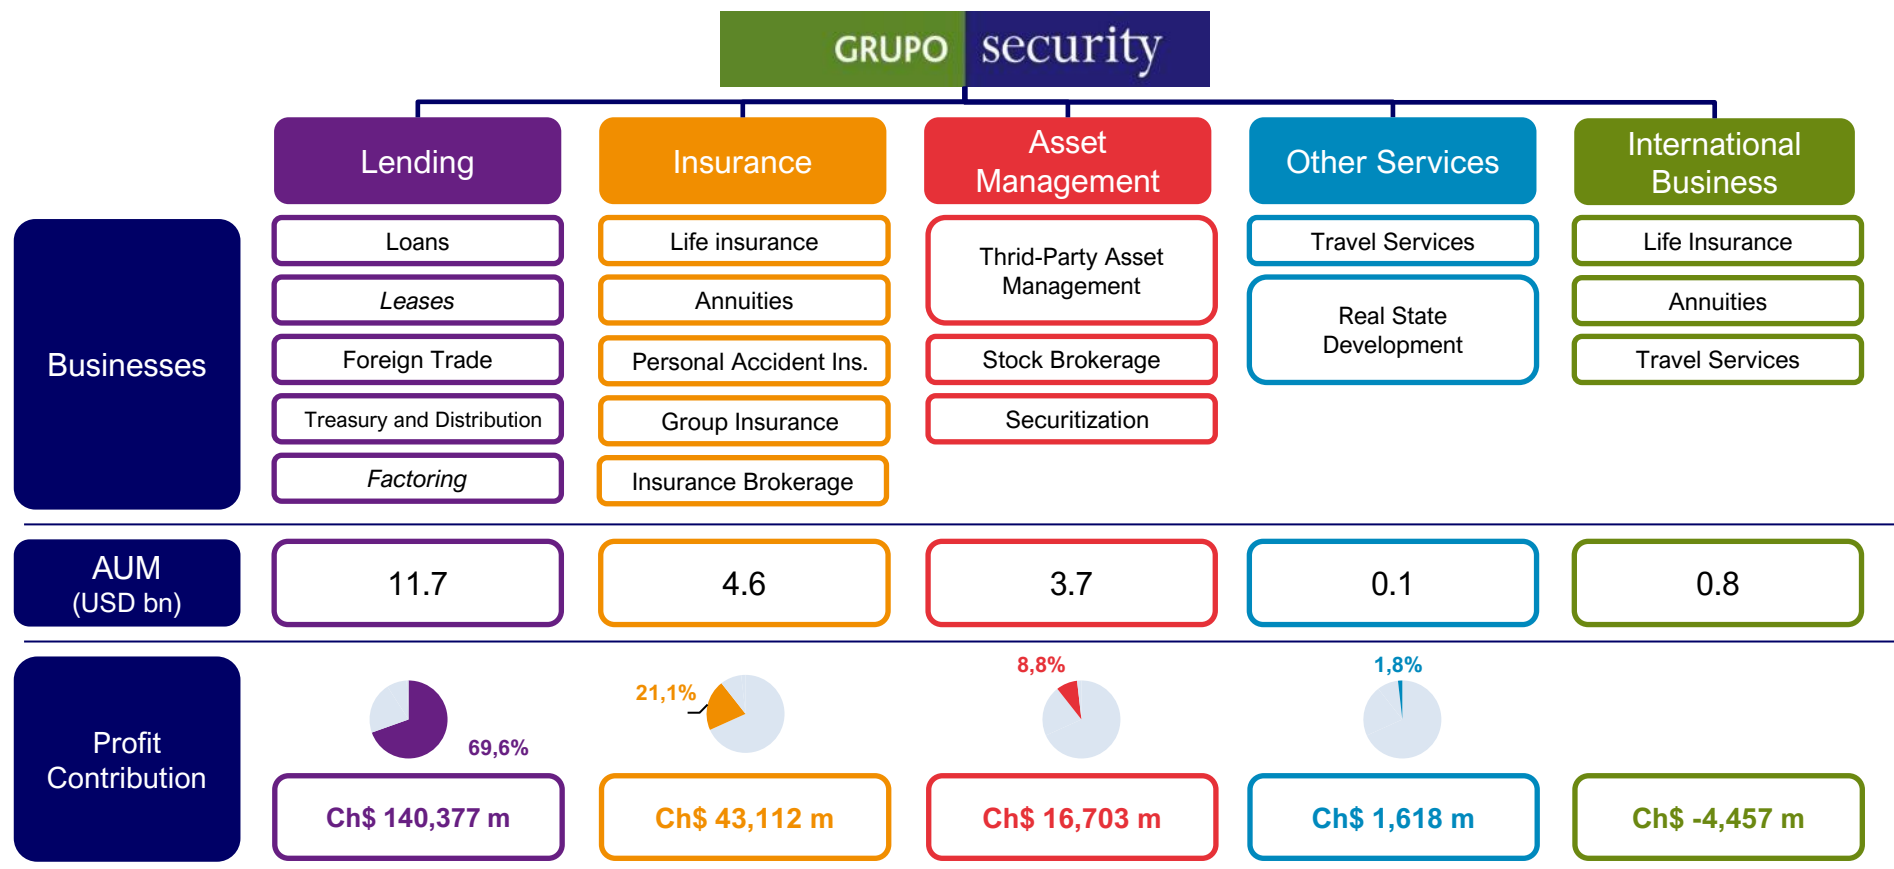 GRUPO security
Lending
Insurance
Asset
Management
Other Services
International
Business
Businesses
Loans
Leases
Foreign Trade
Treasury and Distribution
Factoring
Life insurance
Annuities
Personal Accident Ins.
Group Insurance
Insurance Brokerage
Thrid-Party Asset
Management
Stock Brokerage
Securitization
Travel Services
Real State
Development
Life Insurance
Annuities
Travel Services
AUM
(USD bn)
11.7
4.6
3.7
0.1
0.8
Profit
Contribution
69,6%
21,1%
8,8%
1,8%
Ch$ 140,377 m
Ch$ 43,112 m
Ch$ 16,703 m
Ch$ 1,618 m
Ch$ -4,457 m